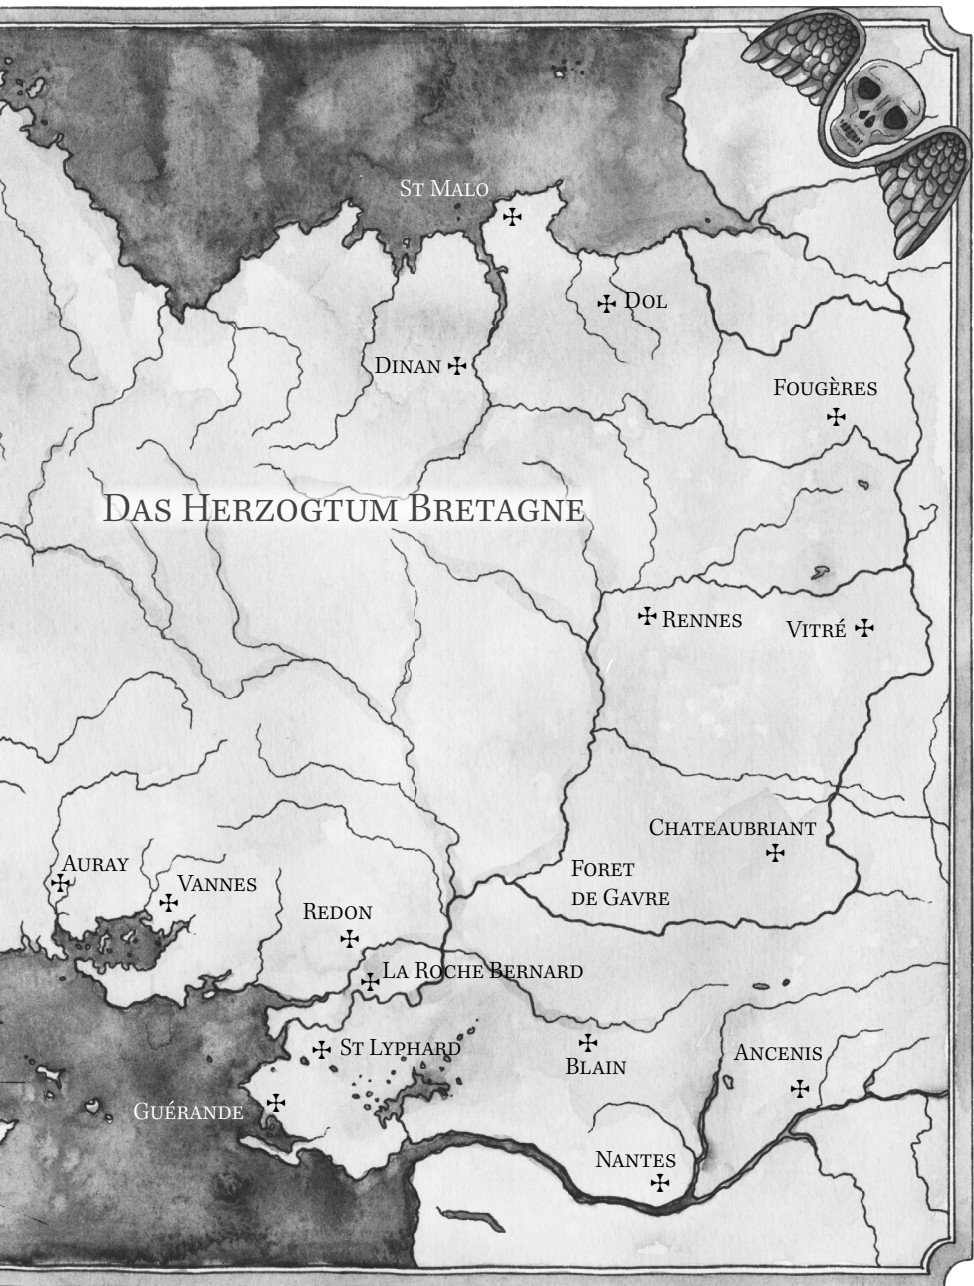 St Malo
Dol
Dinan
Fougères
Das Herzogtum Bretagne
Rennes
Vitré
Chateaubriant
Auray
Foret
de Gavre
Vannes
Redon
La Roche Bernard
St Lyphard
Ancenis
Blain
Guérande
Nantes